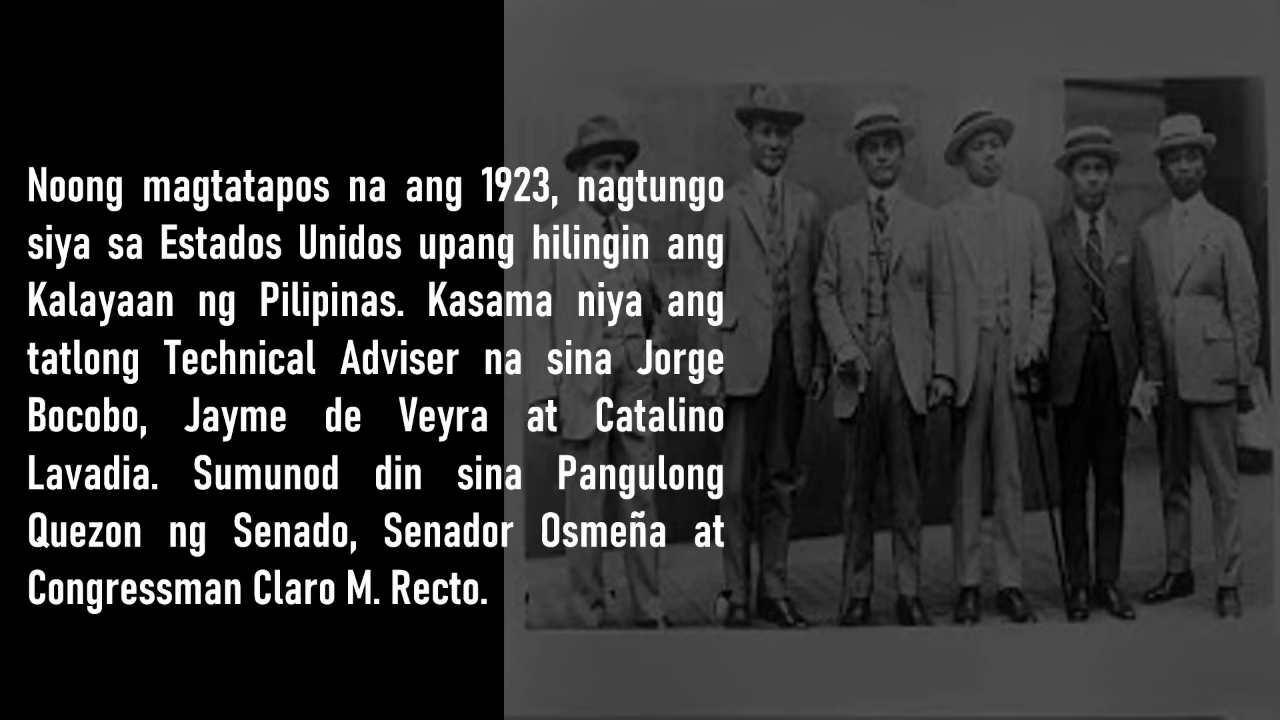 Noong magtatapos na ang 1923, nagtungo
siya sa Estados Unidos upang hilingin ang
Kalayaan ng Pilipinas. Kasama niya ang
tatlong Technical Adviser na sina Jorge
Bocobo, Jayme de Veyra at Catalino
Lavadia. Sumunod din sina Pangulong
Quezon ng Senado, Senador Osmeña at
Congressman Claro M. Recto.